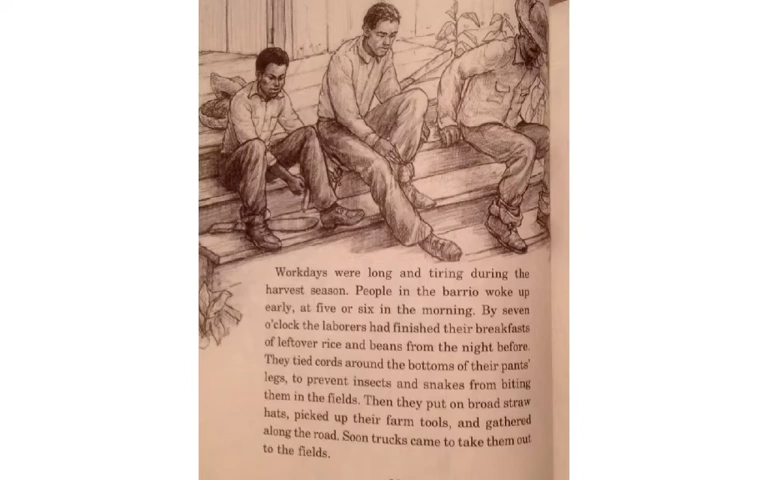 Workdays were long and tiring during the
harvest season. People in the barrio woke up
early, at five or six in the morning. By seven
o'clock the laborers had finished their breakfasts
of leftover rice and beans from the night before.
They tied cords around the bottoms of their pants'
legs, to prevent insects and snakes from biting
them in the fields. Then they put on broad straw
hats, picked up their farm tools, and gathered
along the road. Soon trucks came to take them out
to the fields.